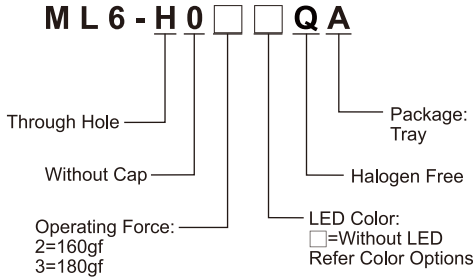 ML6-H0□□QA
Through Hole
Package:
Tray
Without Cap
Halogen Free
Operating Force:
2=160gf
3=180gf
LED Color:
□=Without LED
Refer Color Options